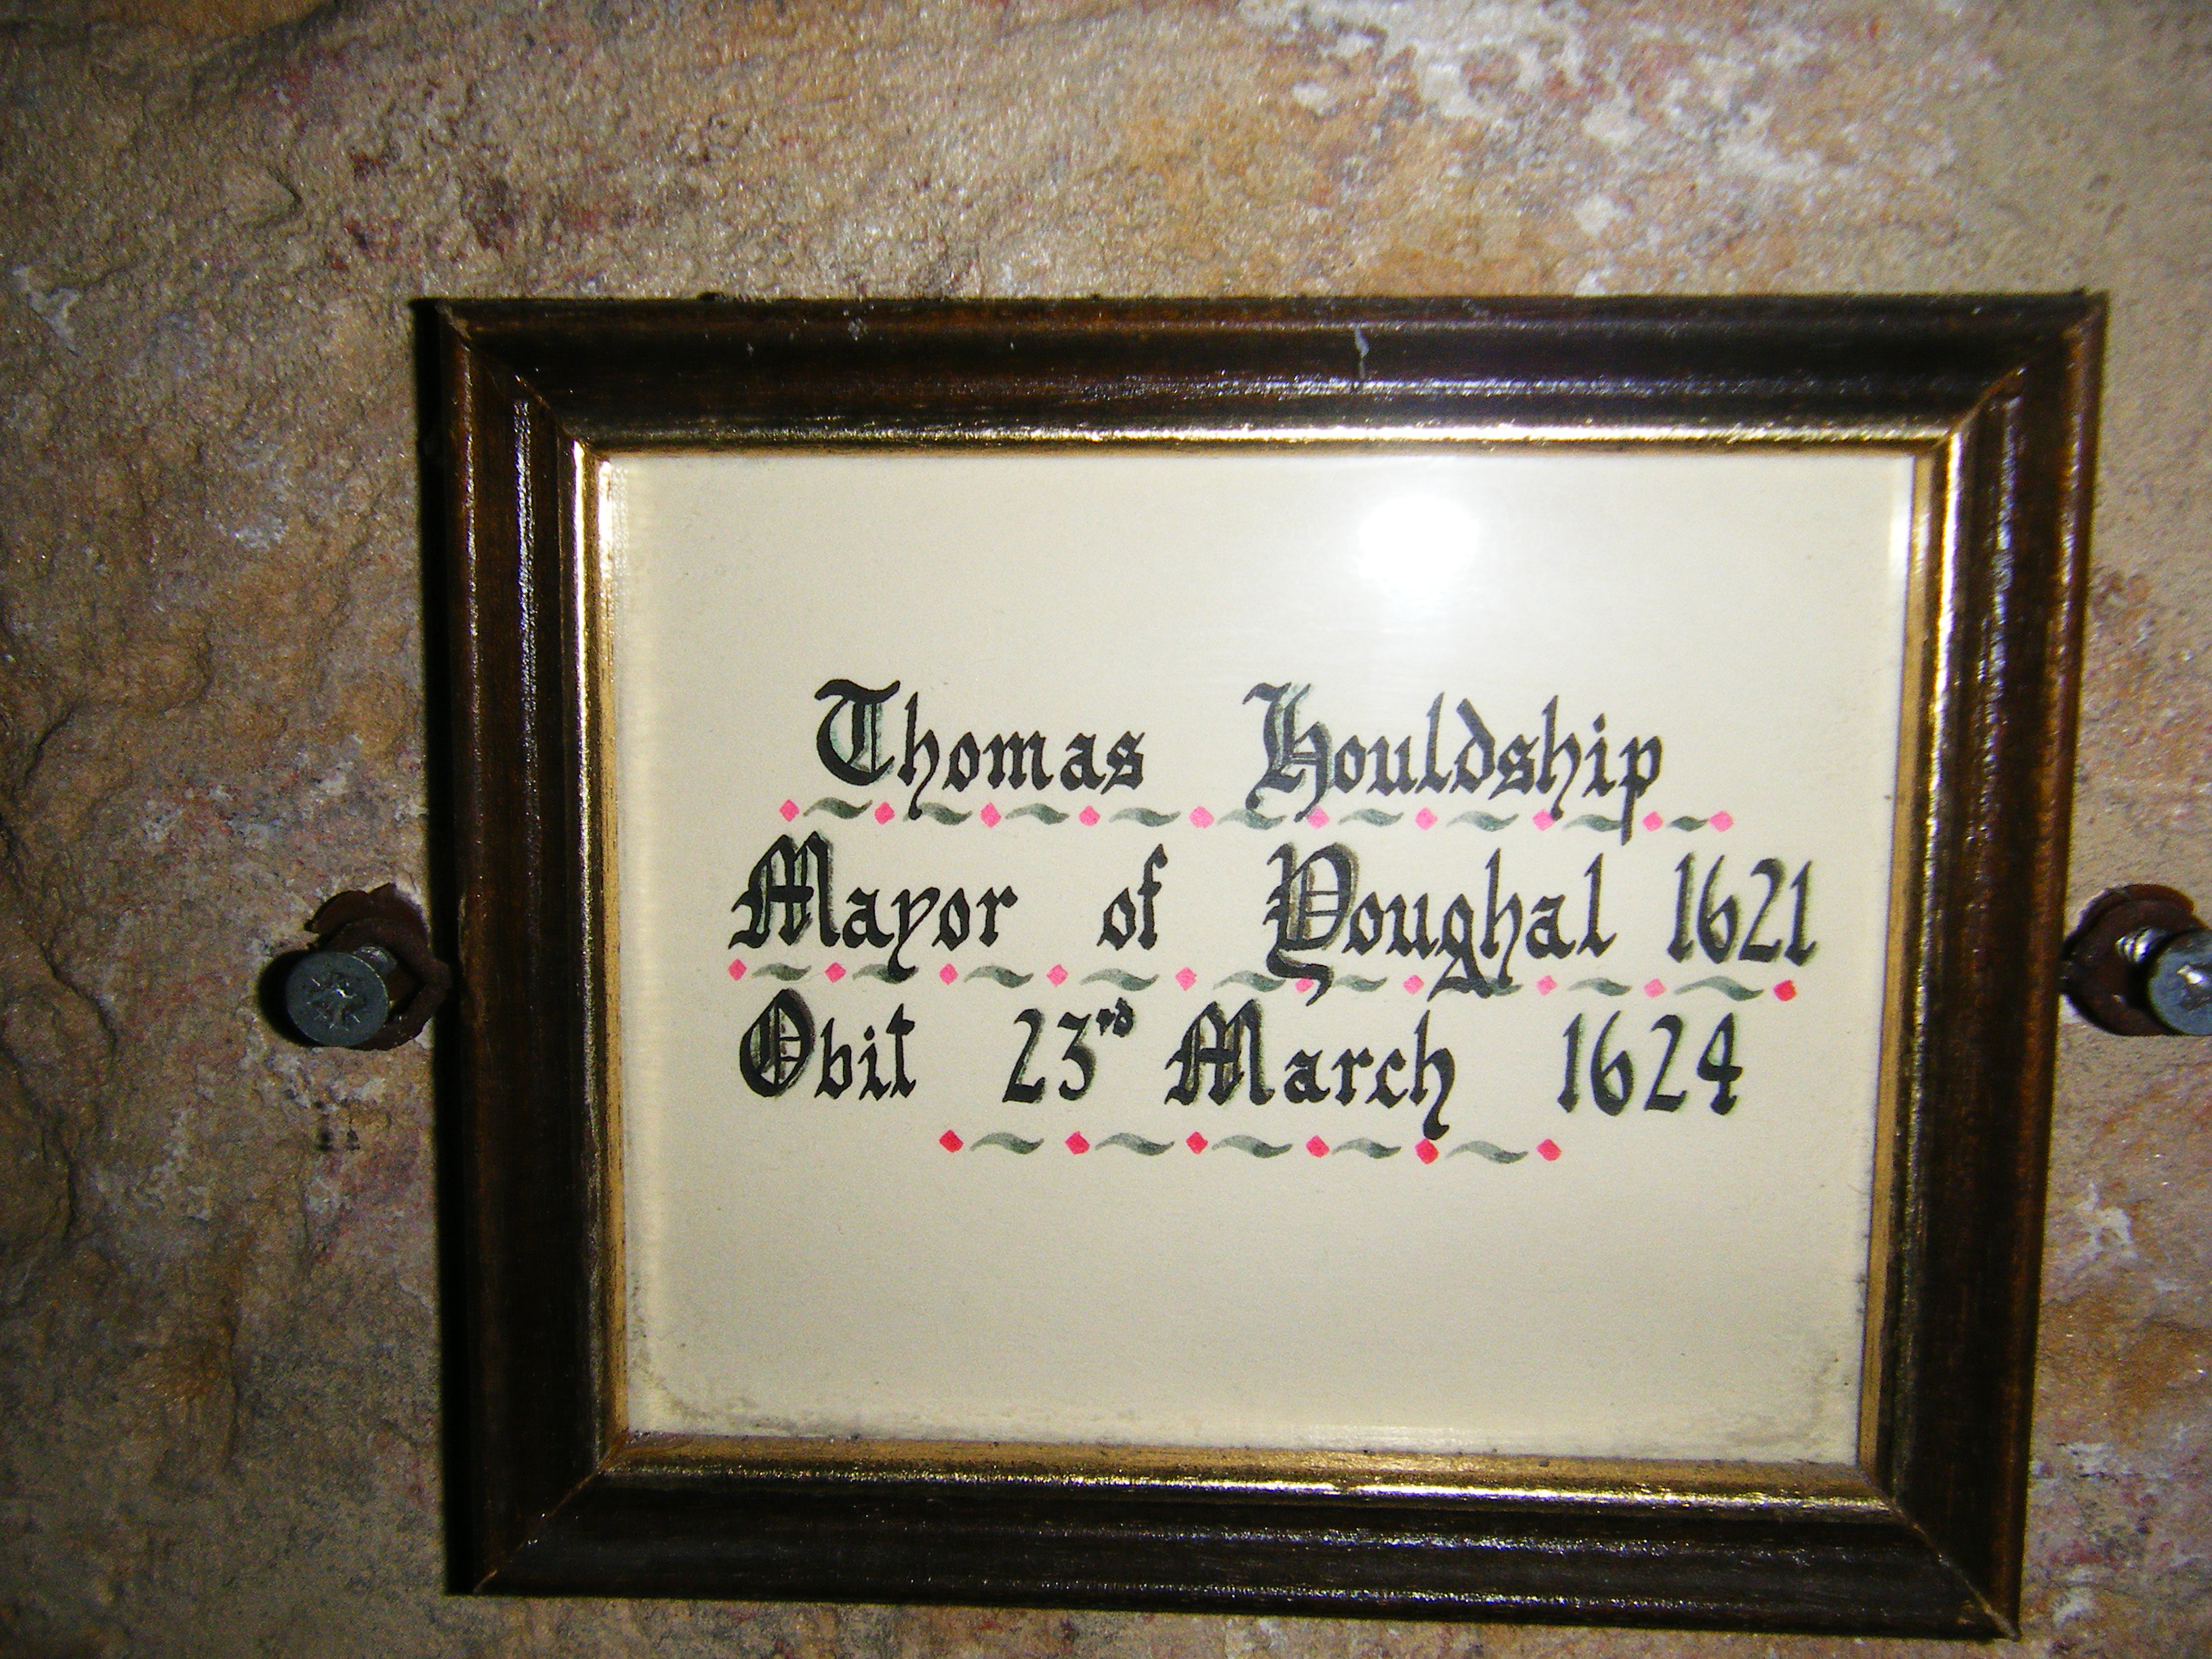 Thomas Houldship
Mayor of Youghal 1621
Obit 23rd March 1624